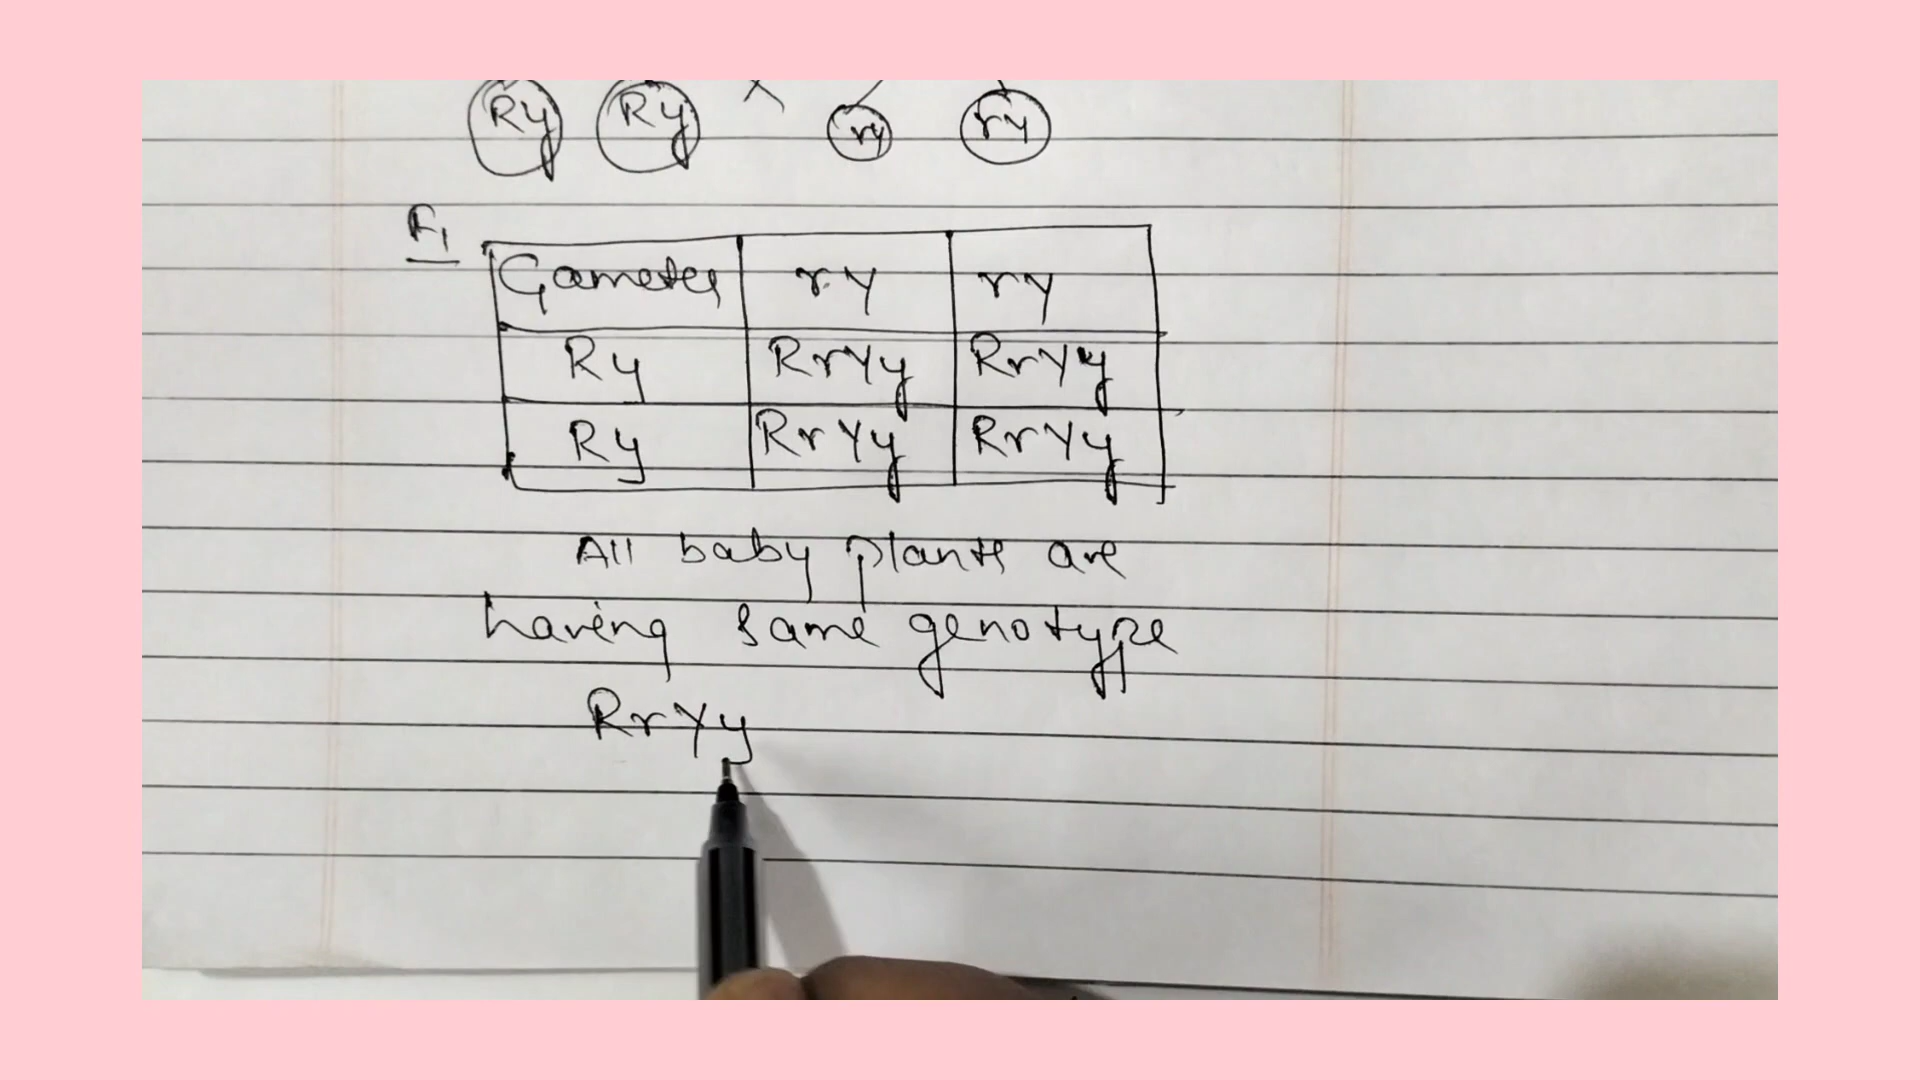 Ry Ry × rY rY
F1
Gametes rY rY
Ry RrYy RrYy
Ry RrYy RrYy
All baby plants are
having same genotype
RrYy